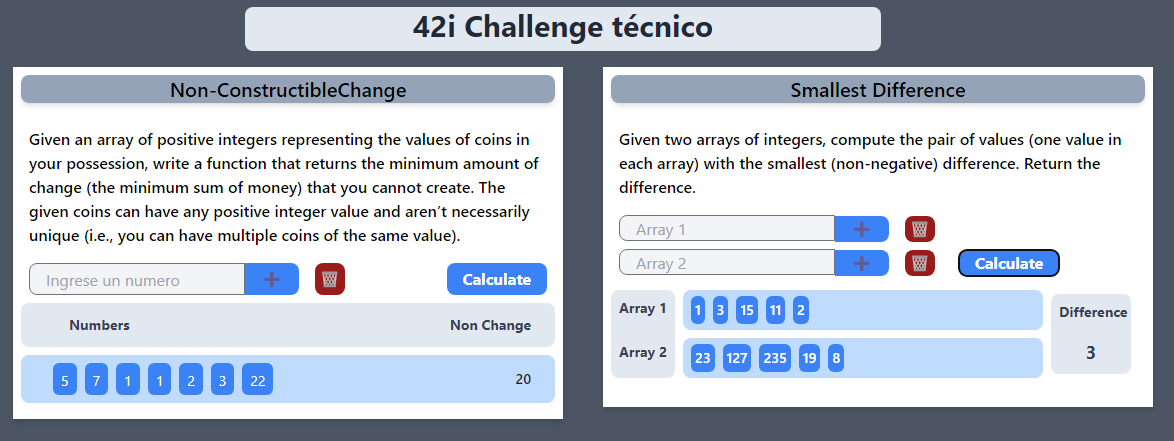 42i Challenge técnico
Non-ConstructibleChange
Given an array of positive integers representing the values of coins in
your possession, write a function that returns the minimum amount of
change (the minimum sum of money) that you cannot create. The
given coins can have any positive integer value and aren't necessarily
unique (i.e., you can have multiple coins of the same value).
Ingrese un numero
+
Calculate
Numbers Non Change
5 7 1 1 2 3 22 20
Smallest Difference
Given two arrays of integers, compute the pair of values (one value in
each array) with the smallest (non-negative) difference. Return the
difference.
Array 1 +
Array 2 + Calculate
Array 1 1 3 15 11 2 Difference
Array 2 23 127 235 19 8 3